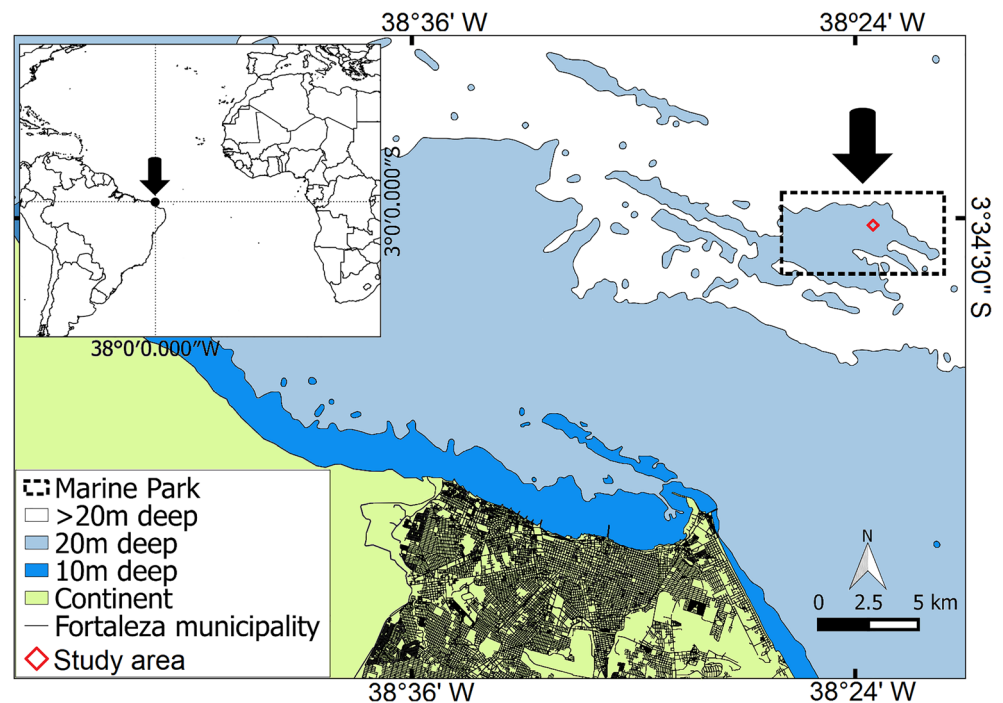 38°36' W
38°24' W
3°0′0.000″S
38°0′0.000″W
3°34'30" S
Marine Park
>20m deep
20m deep
10m deep
Continent
Fortaleza municipality
Study area
N
0 2.5 5 km
38°36' W
38°24' W